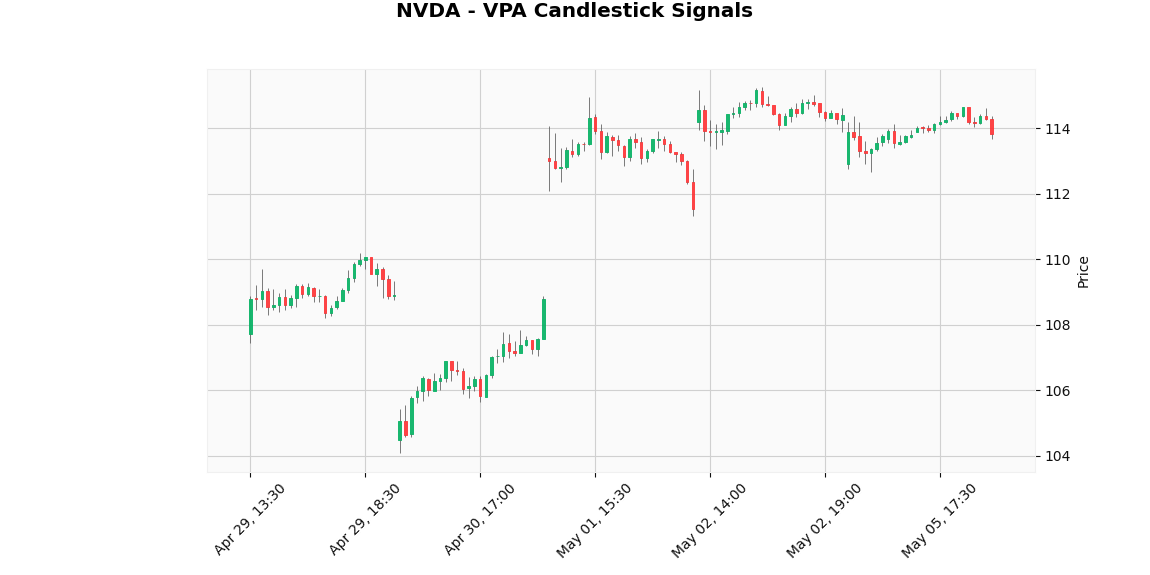 NVDA - VPA Candlestick Signals
114
112
110
108
106
104
Price
Apr 29, 13:30
Apr 29, 18:30
Apr 30, 17:00
May 01, 15:30
May 02, 14:00
May 02, 19:00
May 05, 17:30